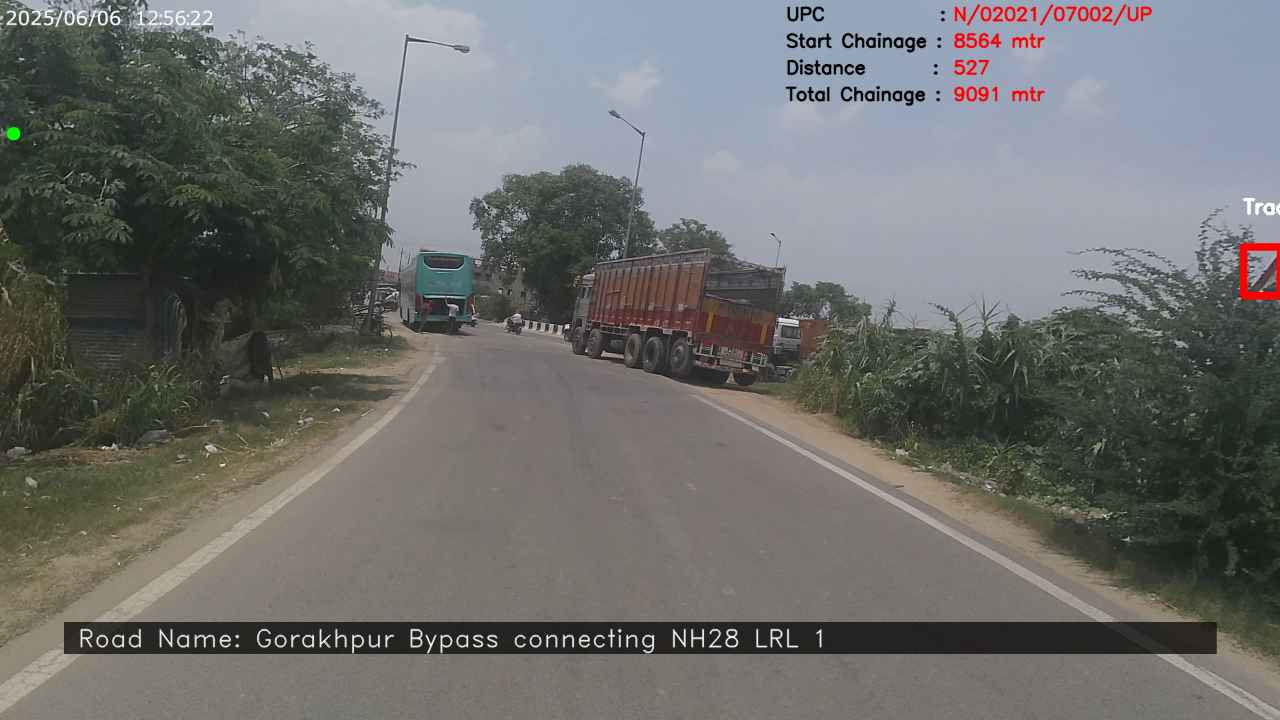 2025/06/06 12:56:22
UPC : N/02021/07002/UP
Start Chainage : 8564 mtr
Distance : 527
Total Chainage : 9091 mtr
Trac
Road Name: Gorakhpur Bypass connecting NH28 LRL 1